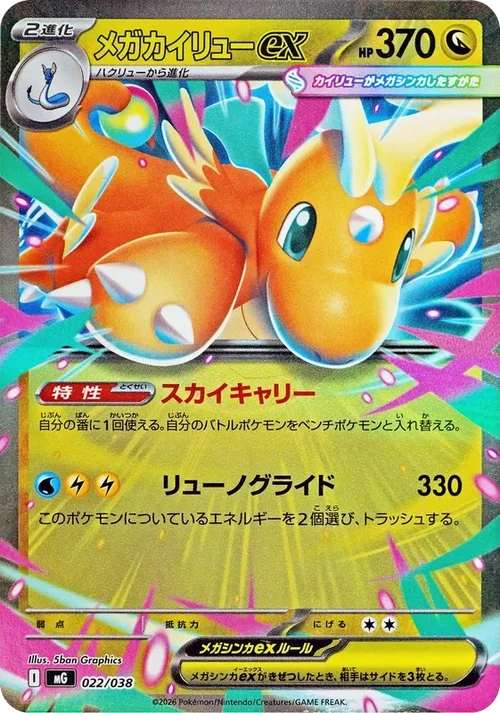 2進化
メガカイリューex
HP370
ハクリューから進化
カイリューがメガシンカしたすがた
特性
とくせい
スカイキャリー
自分の番に1回使える。自分のバトルポケモンをベンチポケモンと入れ替える。
リューノグライド 330
このポケモンについているエネルギーを2個選び、トラッシュする。
弱点 抵抗力 にげる
メガシンカexルール
メガシンカexがきぜつしたとき、相手はサイドを3枚とる。
Illus. 5ban Graphics
I MG 022/038
©2026 Pokémon/Nintendo/Creatures/GAME FREAK.